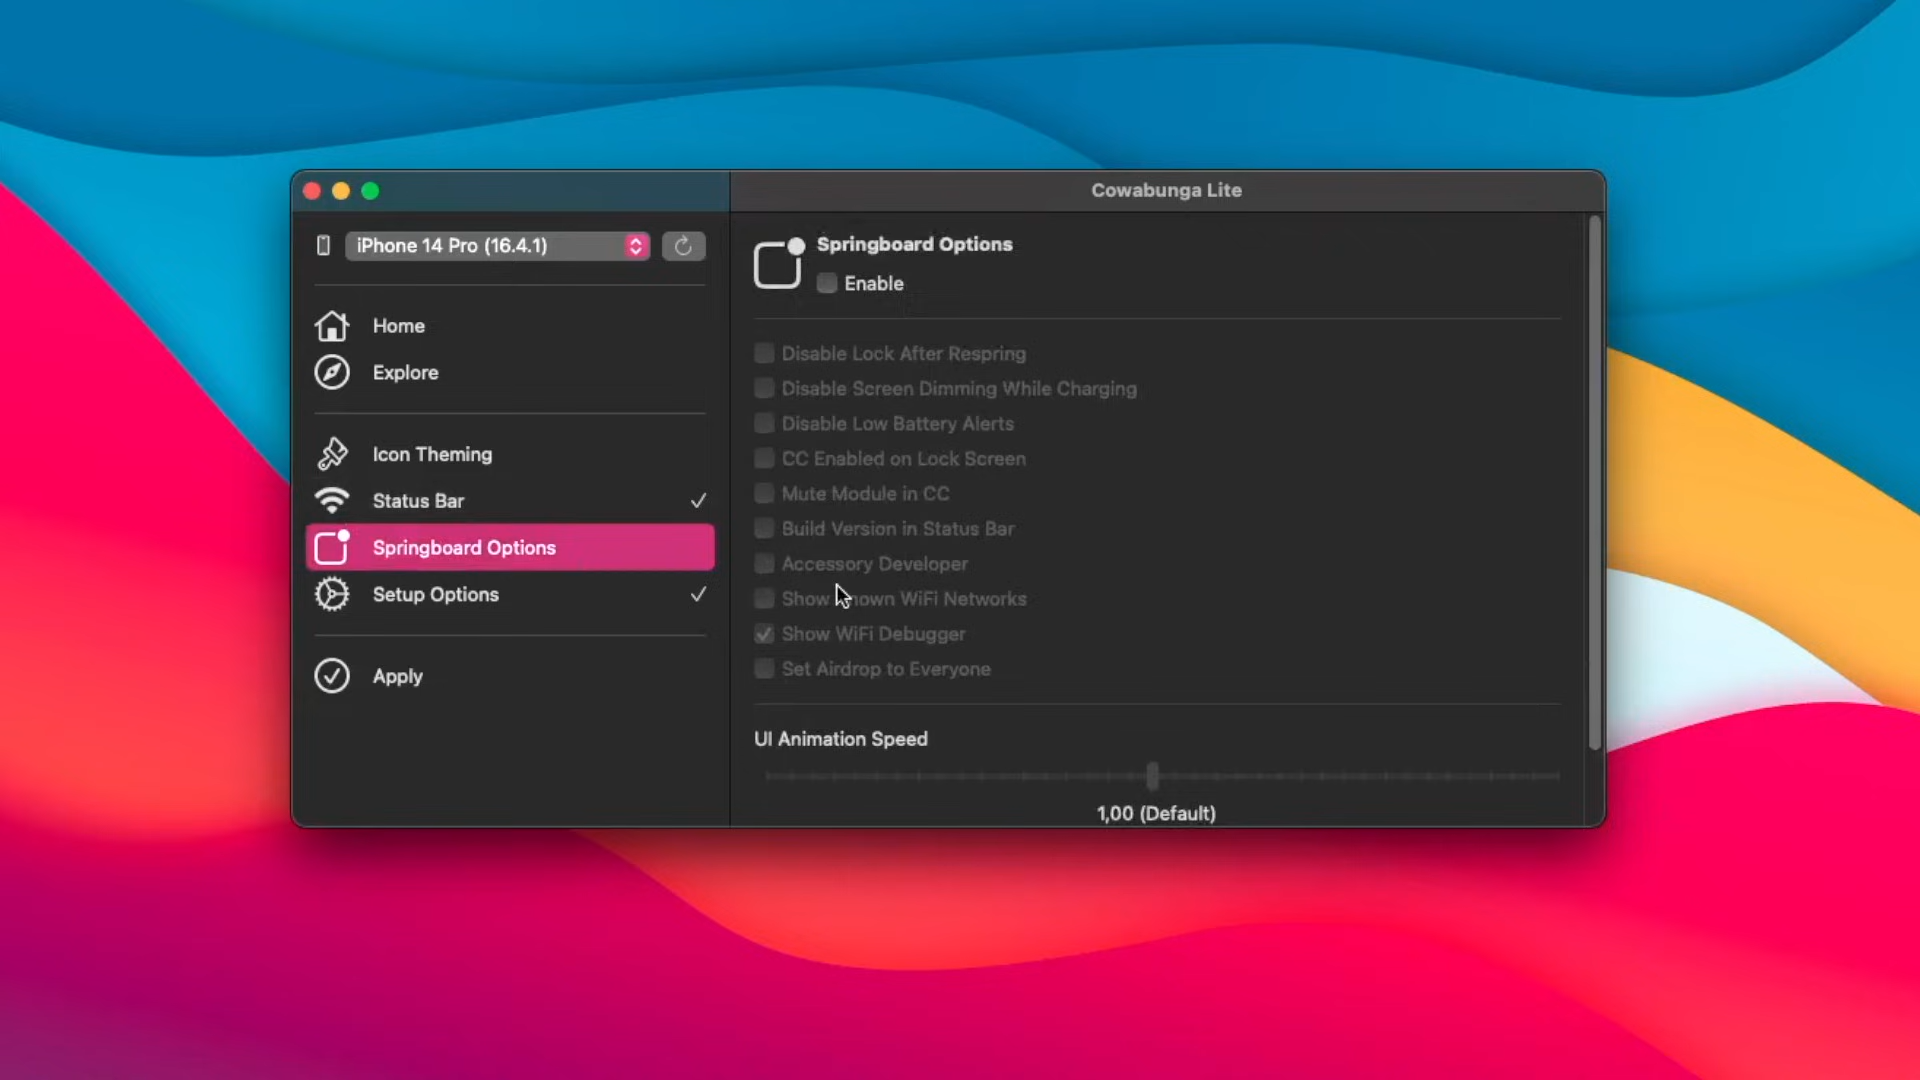 Cowabunga Lite
iPhone 14 Pro (16.4.1)
Home
Explore
Icon Theming
Status Bar
Springboard Options
Setup Options
Apply
Springboard Options
Enable
Disable Lock After Respring
Disable Screen Dimming While Charging
Disable Low Battery Alerts
CC Enabled on Lock Screen
Mute Module in CC
Build Version in Status Bar
Accessory Developer
Show Known WiFi Networks
Show WiFi Debugger
Set Airdrop to Everyone
UI Animation Speed
1,00 (Default)